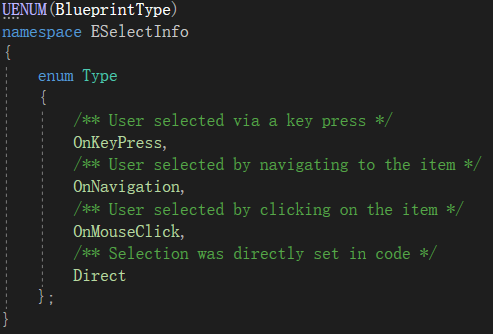 UENUM(BlueprintType)
namespace ESelectInfo
{
enum Type
{
/** User selected via a key press */
OnKeyPress,
/** User selected by navigating to the item */
OnNavigation,
/** User selected by clicking on the item */
OnMouseClick,
/** Selection was directly set in code */
Direct
};
}